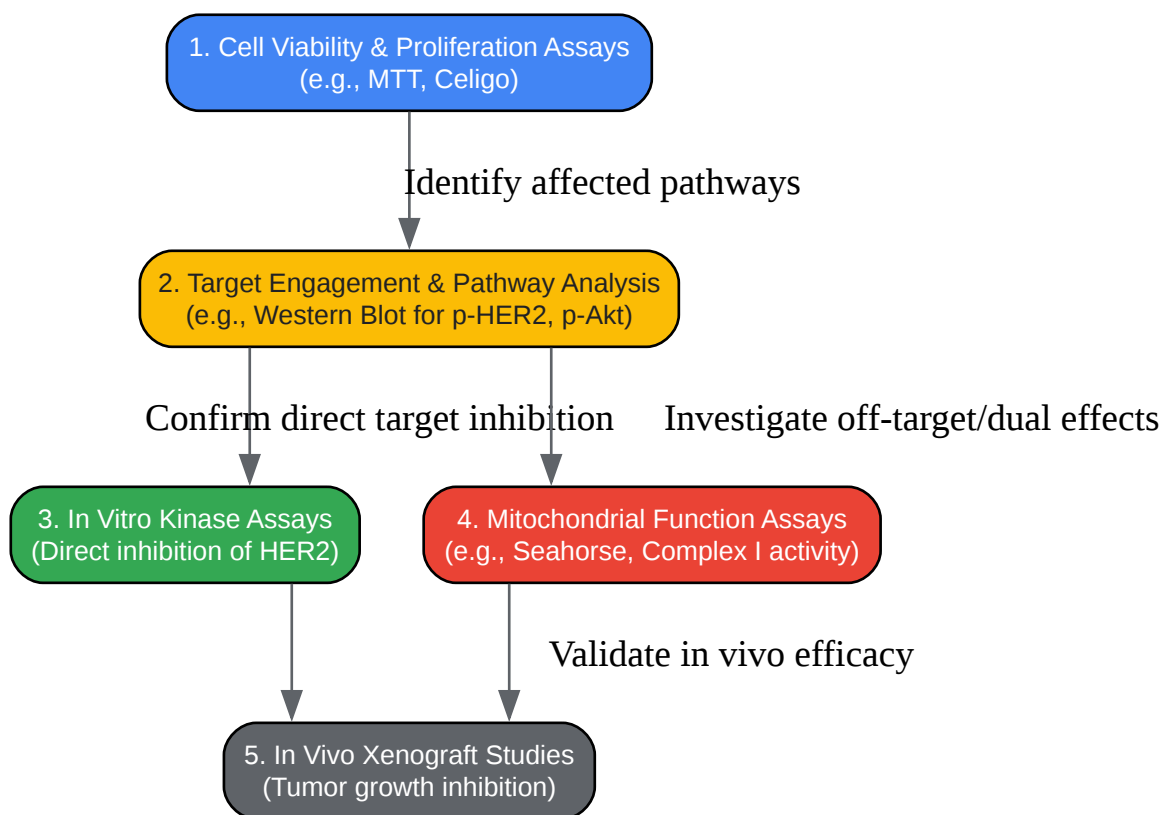 1. Cell Viability & Proliferation Assays
(e.g., MTT, Celigo)
Identify affected pathways
2. Target Engagement & Pathway Analysis
(e.g., Western Blot for p-HER2, p-Akt)
Confirm direct target inhibition
Investigate off-target/dual effects
3. In Vitro Kinase Assays
(Direct inhibition of HER2)
4. Mitochondrial Function Assays
(e.g., Seahorse, Complex I activity)
Validate in vivo efficacy
5. In Vivo Xenograft Studies
(Tumor growth inhibition)